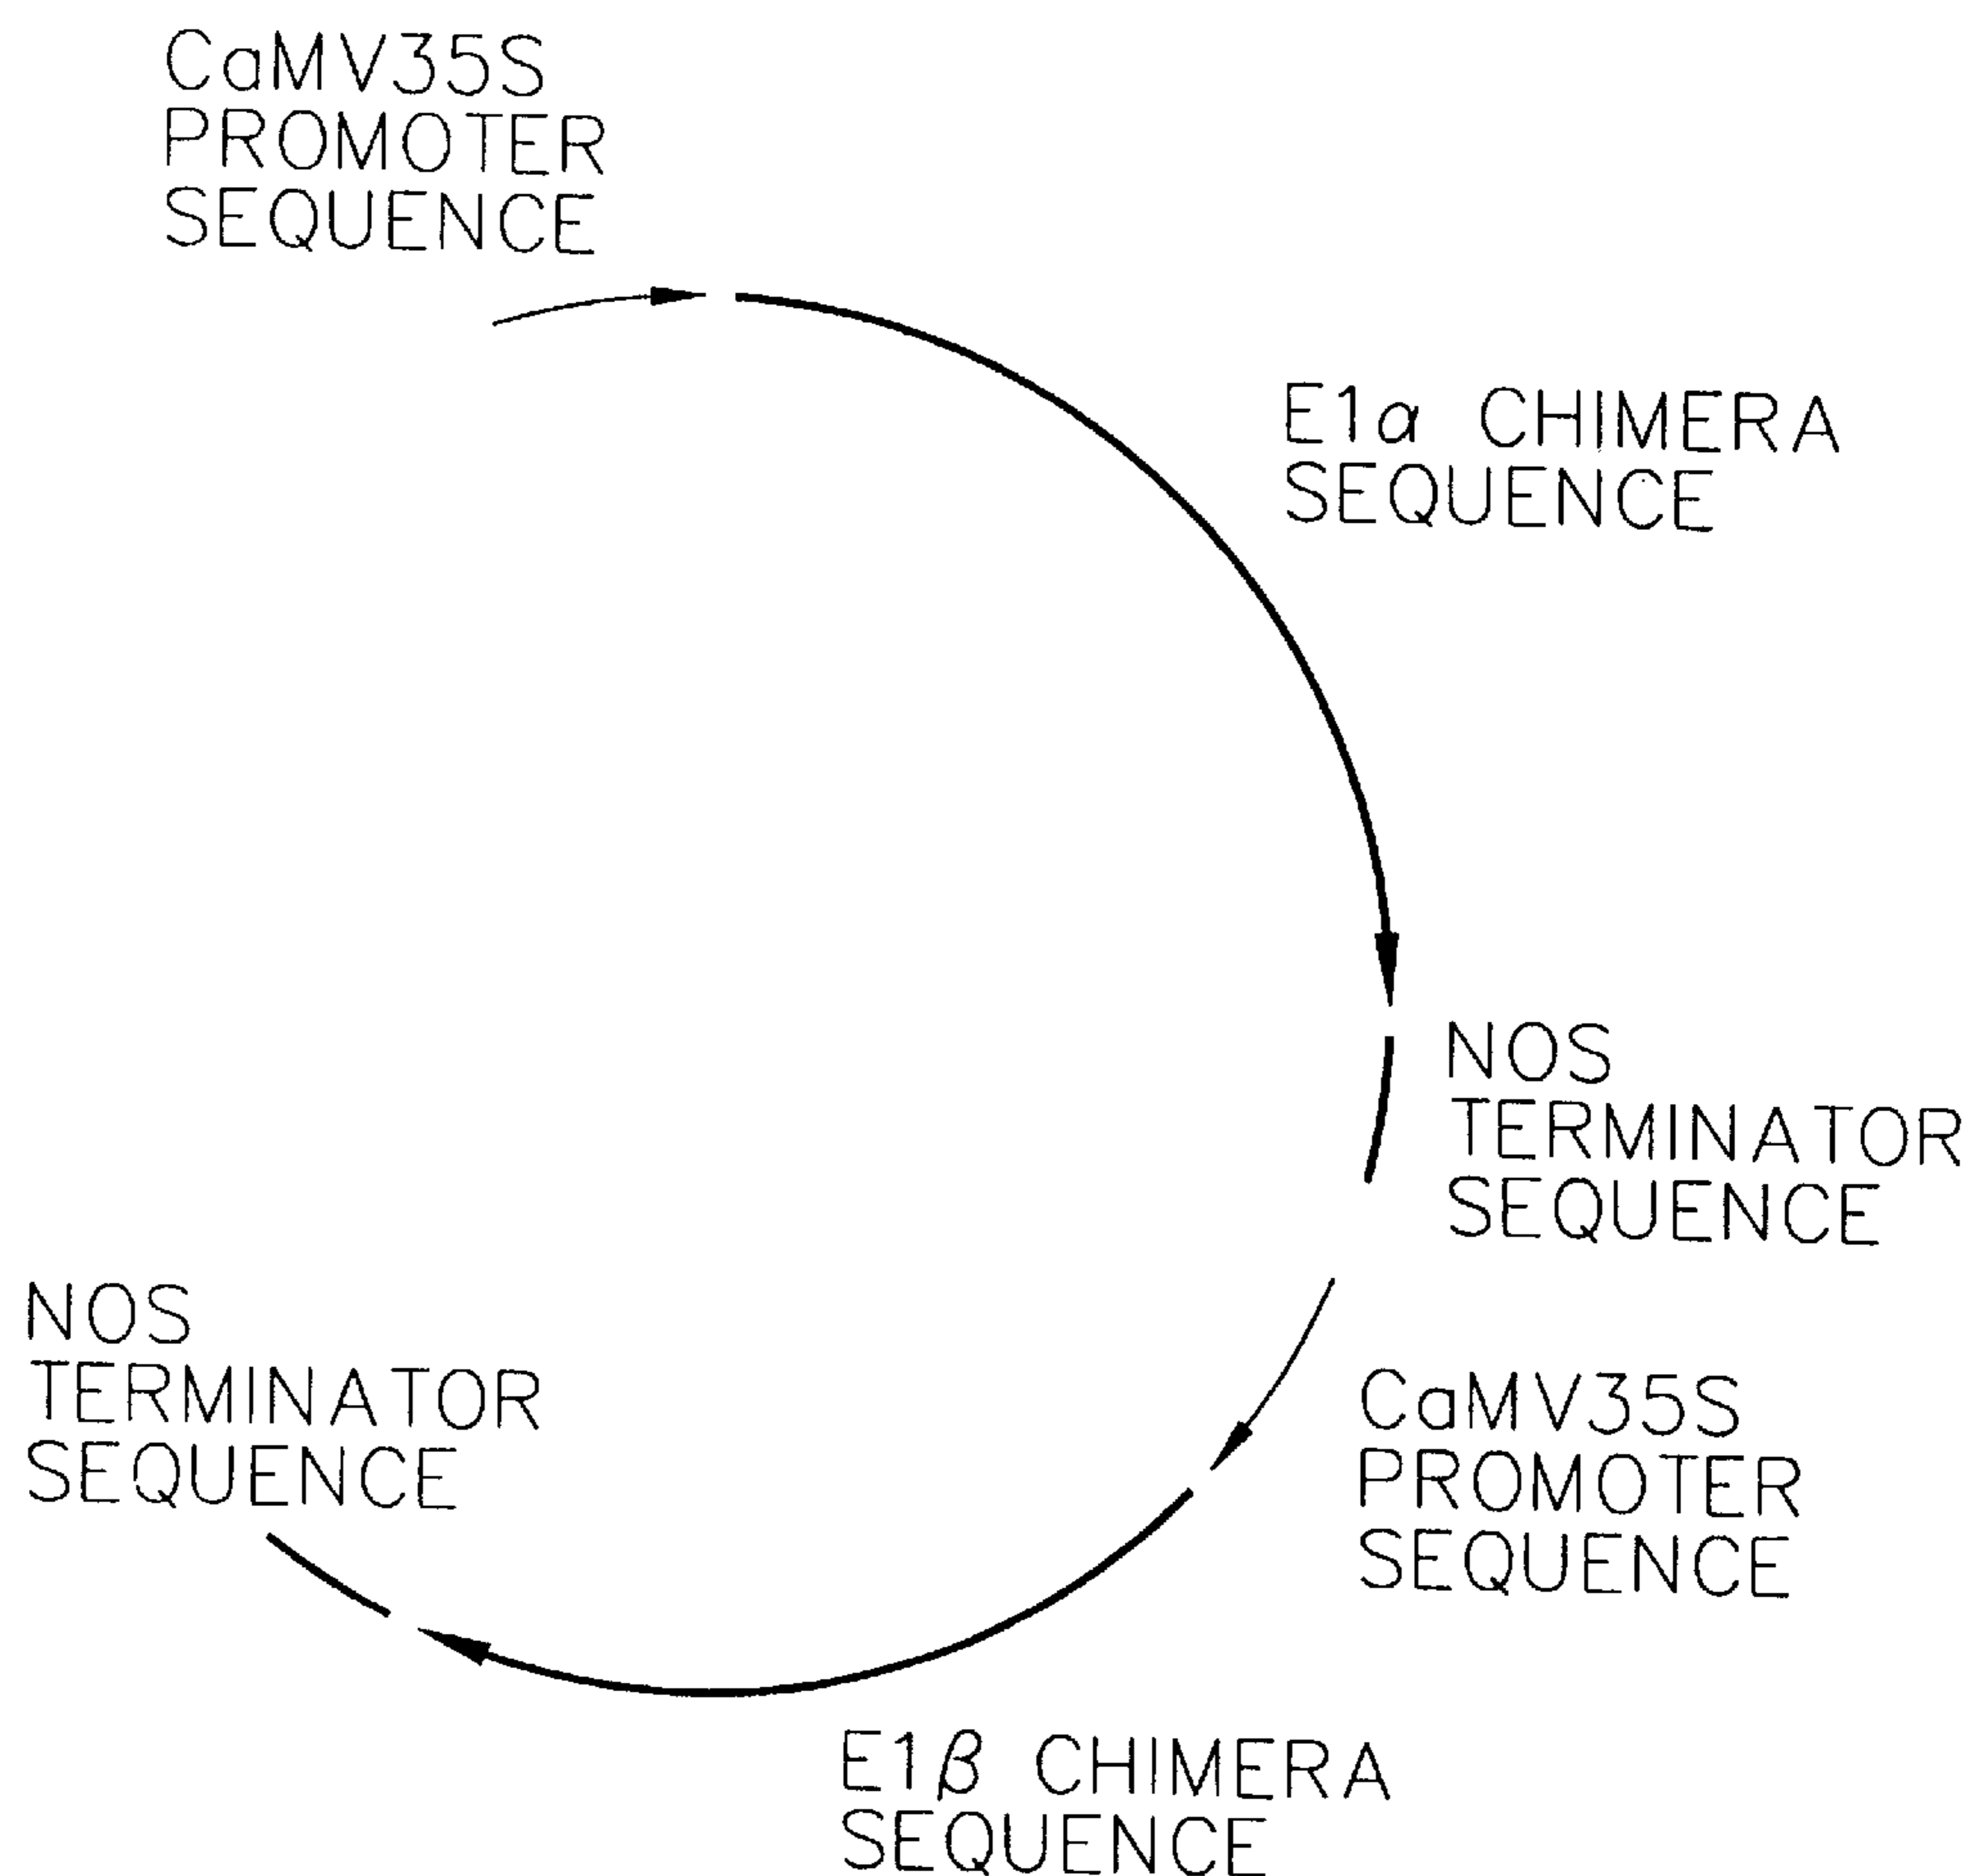 CaMV35S
PROMOTER
SEQUENCE
E1α CHIMERA
SEQUENCE
NOS
TERMINATOR
SEQUENCE
NOS
TERMINATOR
SEQUENCE
CaMV35S
PROMOTER
SEQUENCE
E1β CHIMERA
SEQUENCE